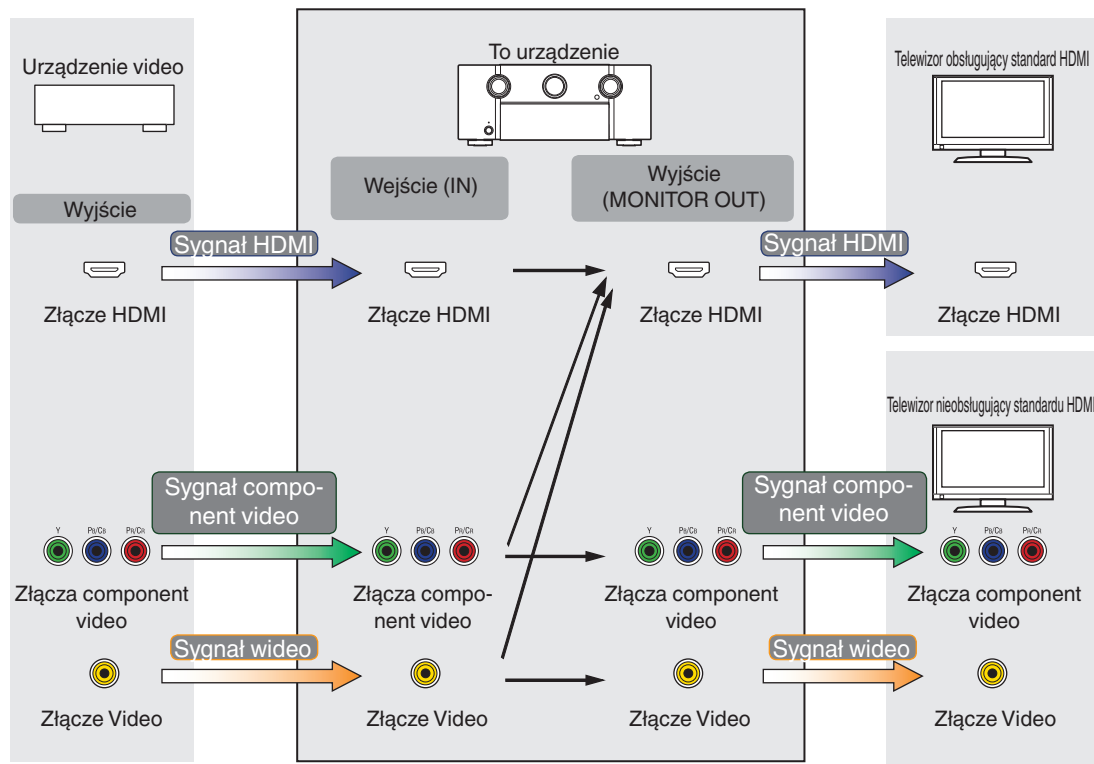 Urządzenie video
To urządzenie
Telewizor obsługujący standard HDMI
Wyjście
Wejście (IN)
Wyjście
(MONITOR OUT)
Sygnał HDMI
Sygnał HDMI
Złącze HDMI
Złącze HDMI
Złącze HDMI
Złącze HDMI
Telewizor nieobsługujący standardu HDMI
Sygnał compo-
nent video
Sygnał compo-
nent video
Y PB/CB PR/CR
Y PB/CB PR/CR
Y PB/CB PR/CR
Y PB/CB PR/CR
Złącza component
video
Złącza compo-
nent video
Złącza component
video
Złącza component
video
Sygnał wideo
Sygnał wideo
Złącze Video
Złącze Video
Złącze Video
Złącze Video